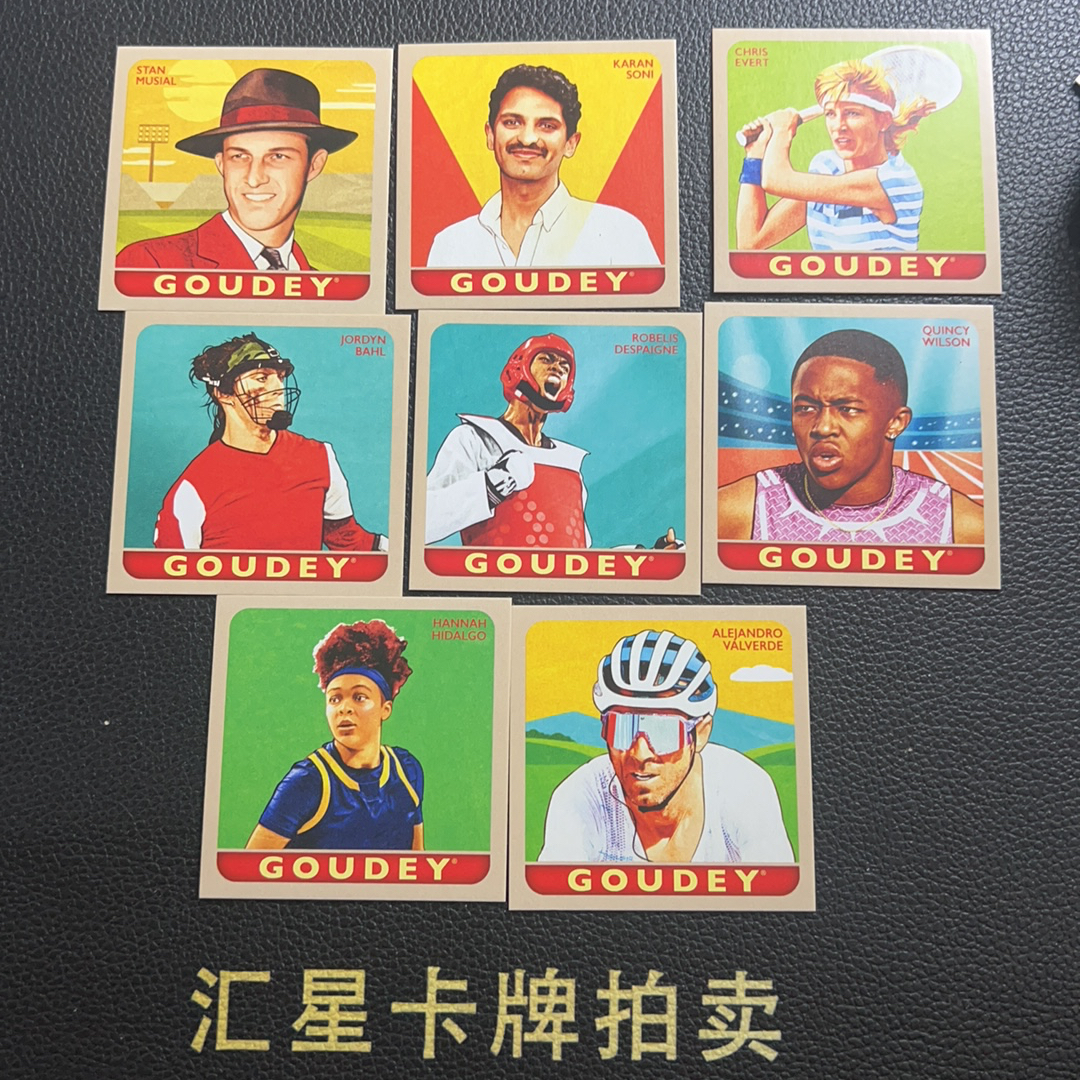 STAN
MUSIAL
GOUDEY®
KARAN
SONI
GOUDEY®
CHRIS
EVERT
GOUDEY®
JORDYN
BAHL
GOUDEY®
ROBELIS
DESPAIGNE
GOUDEY®
QUINCY
WILSON
GOUDEY®
HANNAH
HIDALGO
GOUDEY®
ALEJANDRO
VALVERDE
GOUDEY®
汇星卡牌拍卖